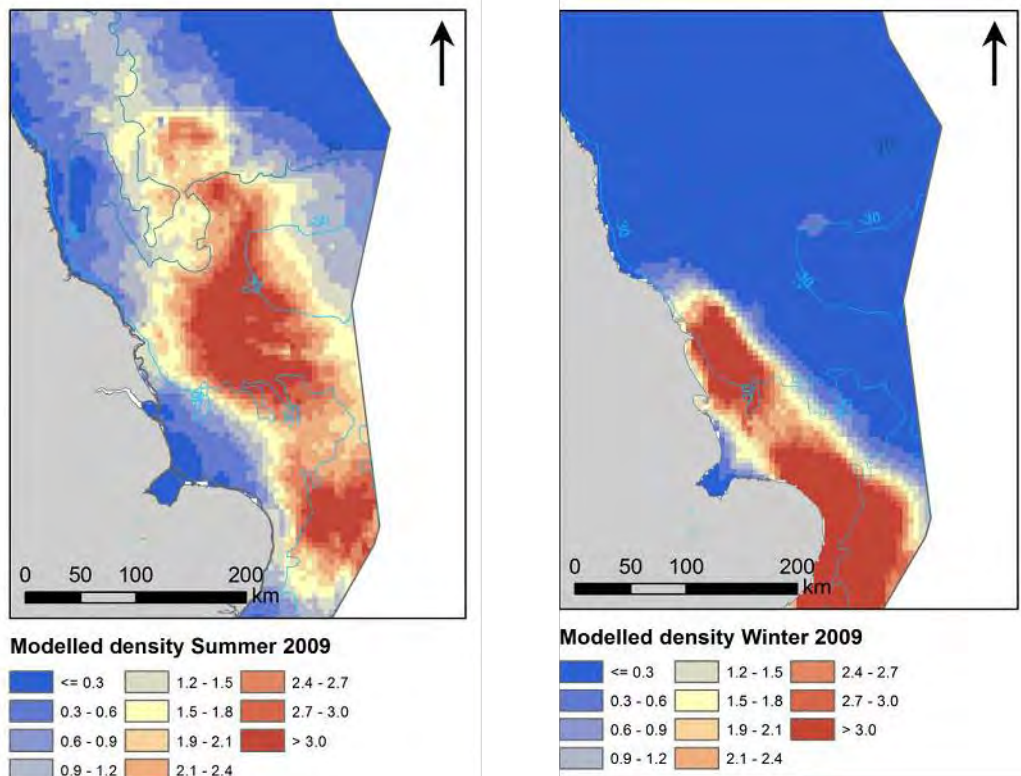 -30
-30
0 50 100 200
km
Modelled density Summer 2009
<= 0.3 1.2 - 1.5 2.4 - 2.7
0.3 - 0.6 1.5 - 1.8 2.7 - 3.0
0.6 - 0.9 1.9 - 2.1 > 3.0
0.9 - 1.2 2.1 - 2.4
-30
-30
0 50 100 200
km
Modelled density Winter 2009
<= 0.3 1.2 - 1.5 2.4 - 2.7
0.3 - 0.6 1.5 - 1.8 2.7 - 3.0
0.6 - 0.9 1.9 - 2.1 > 3.0
0.9 - 1.2 2.1 - 2.4